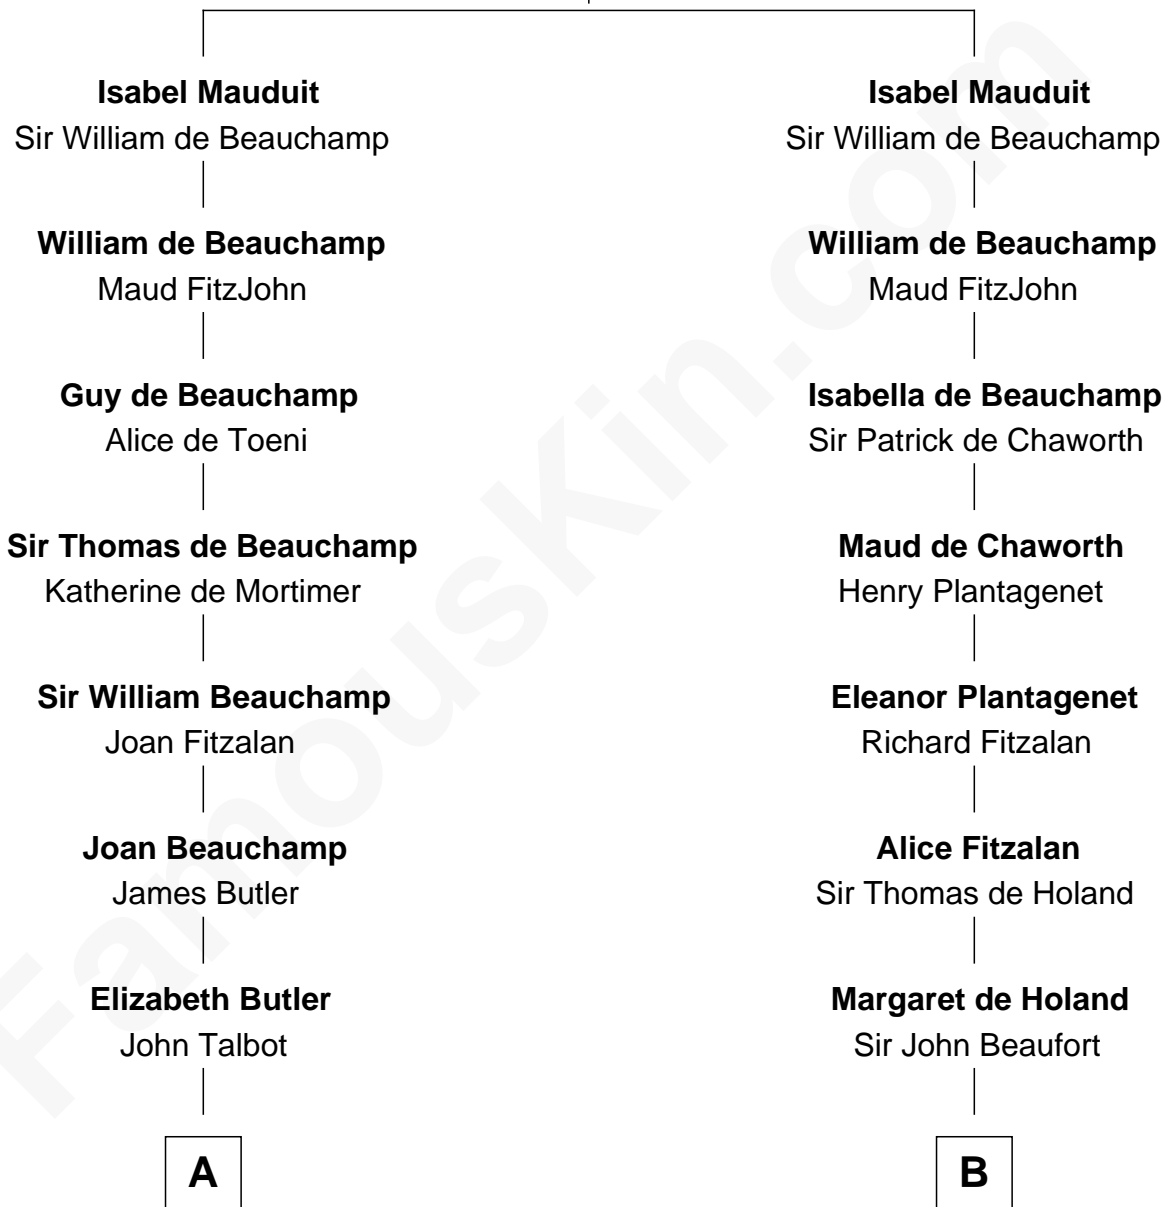 Isabel Mauduit
Sir William de Beauchamp
William de Beauchamp
Maud FitzJohn
Guy de Beauchamp
Alice de Toeni
Sir Thomas de Beauchamp
Katherine de Mortimer
Sir William Beauchamp
Joan Fitzalan
Joan Beauchamp
James Butler
Elizabeth Butler
John Talbot
A
Isabel Mauduit
Sir William de Beauchamp
William de Beauchamp
Maud FitzJohn
Isabella de Beauchamp
Sir Patrick de Chaworth
Maud de Chaworth
Henry Plantagenet
Eleanor Plantagenet
Richard Fitzalan
Alice Fitzalan
Sir Thomas de Holand
Margaret de Holand
Sir John Beaufort
B
FamousKin.com